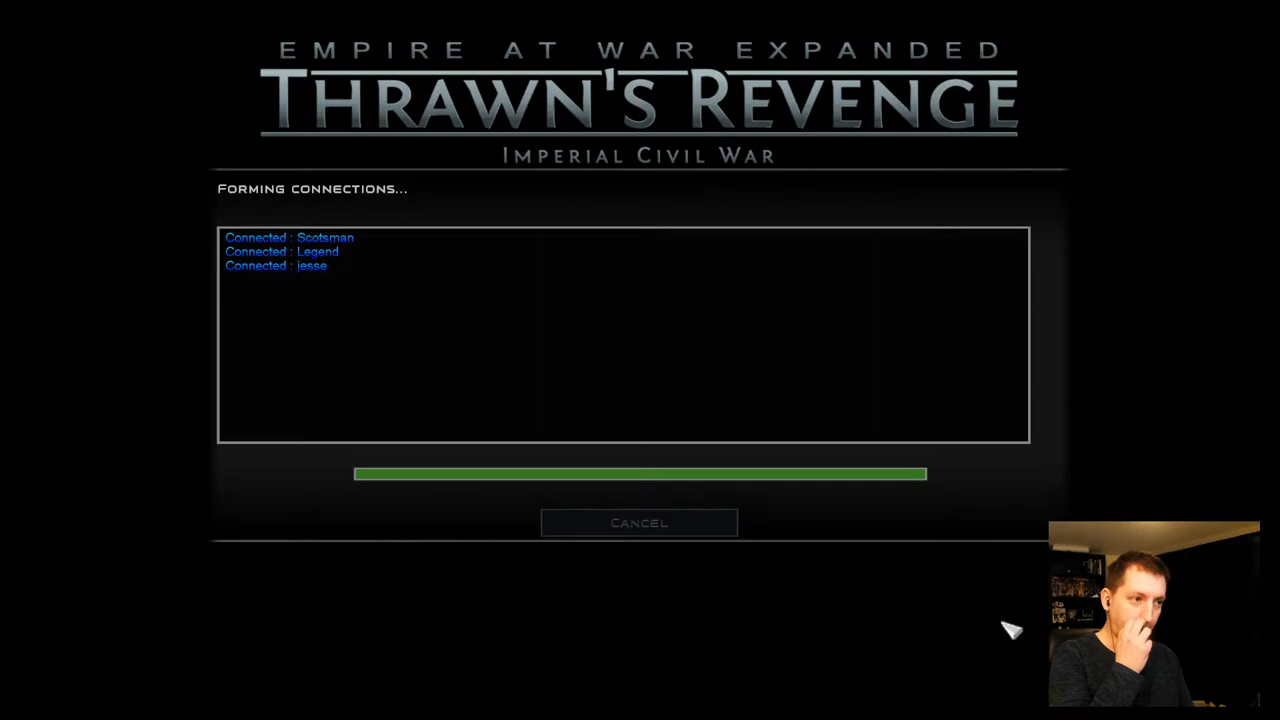 EMPIRE AT WAR EXPANDED
THRAWN'S REVENGE
IMPERIAL CIVIL WAR
FORMING CONNECTIONS...
Connected : Scotsman
Connected : Legend
Connected : jesse
CANCEL